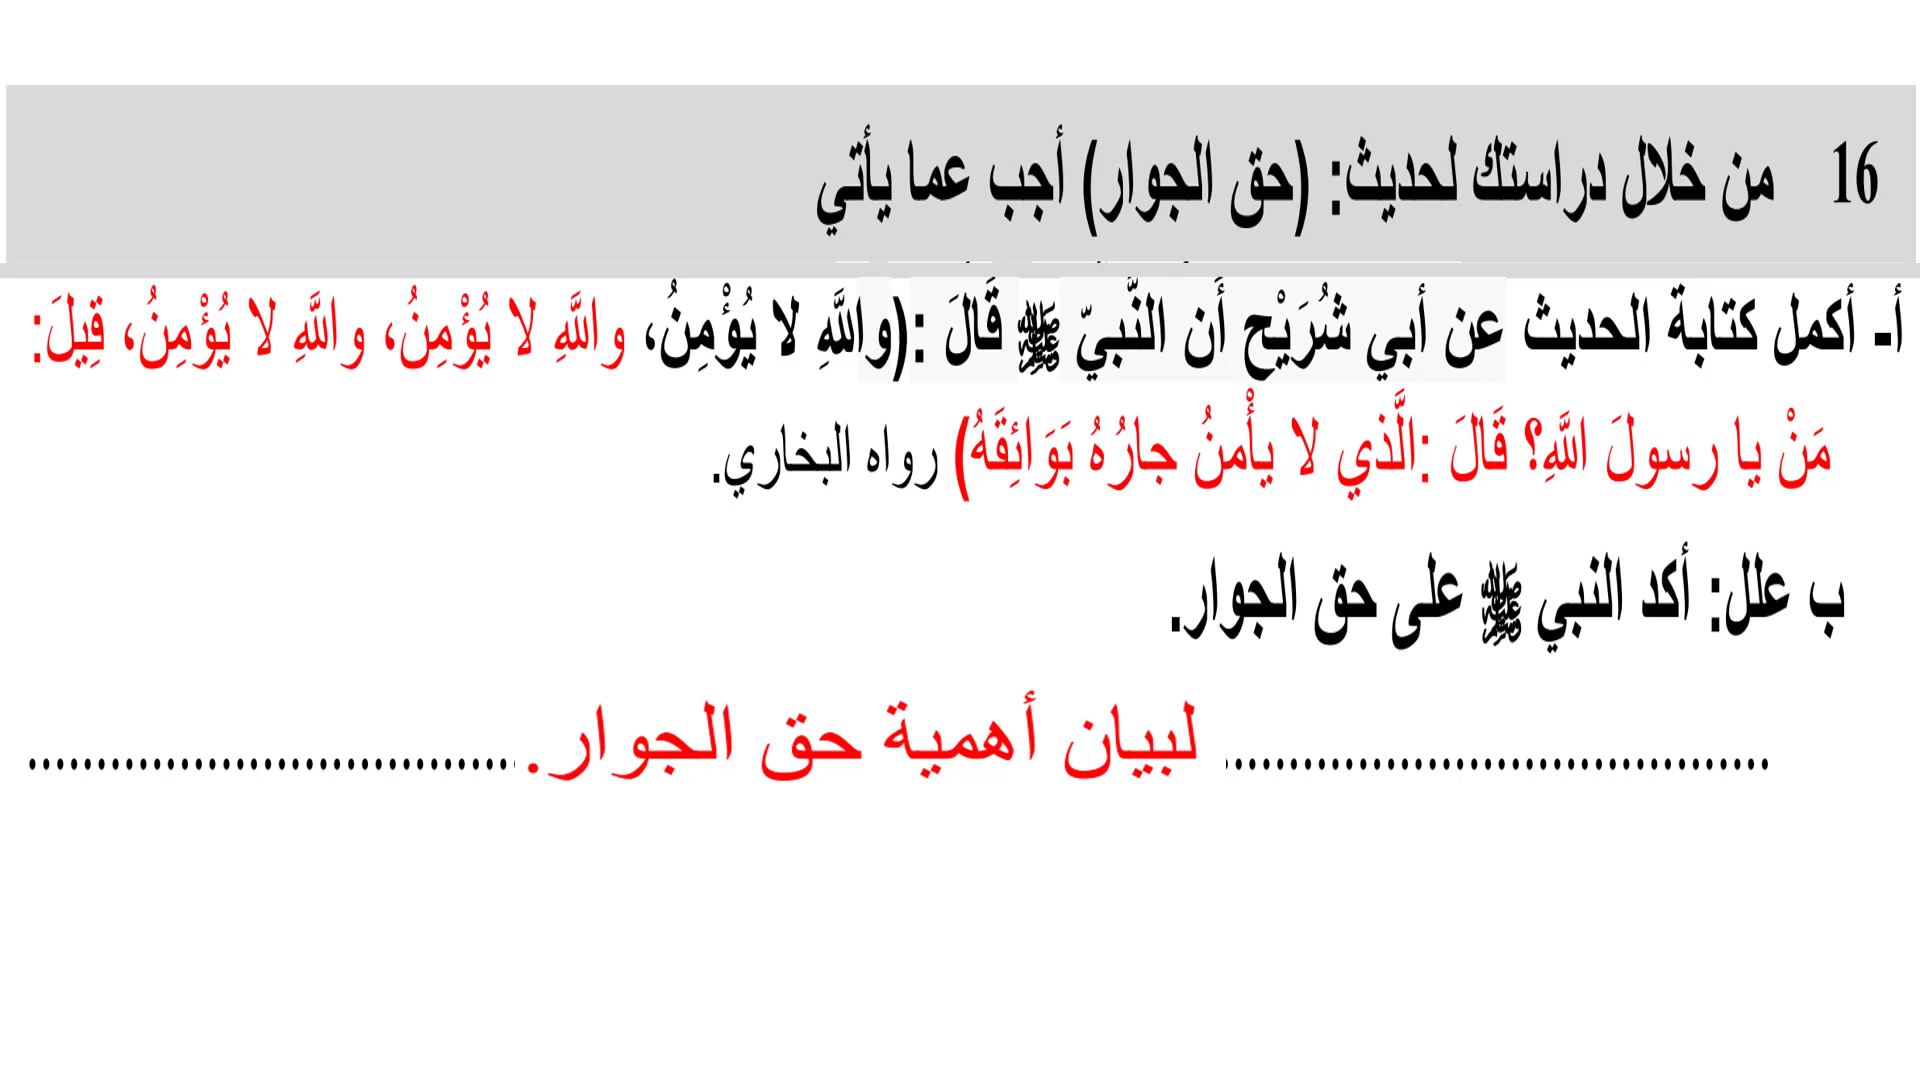 16 من خلال دراستك لحديث: (حق الجوار) أجب عما يأتي
أ- أكمل كتابة الحديث عن أبي شُرَيْح أَن النَّبيّ ﷺ قَالَ :(واللَّهِ لا يُؤْمِنُ، واللَّهِ لا يُؤْمِنُ، واللَّهِ لا يُؤْمِنُ، قِيلَ:
مَنْ يا رسولَ اللَّهِ؟ قَالَ :الَّذي لا يأْمنُ جارُهُ بَوَائِقَهُ) رواه البخاري.
ب علل: أكد النبي ﷺ على حق الجوار.
....................................... لبيان أهمية حق الجوار. ...................................